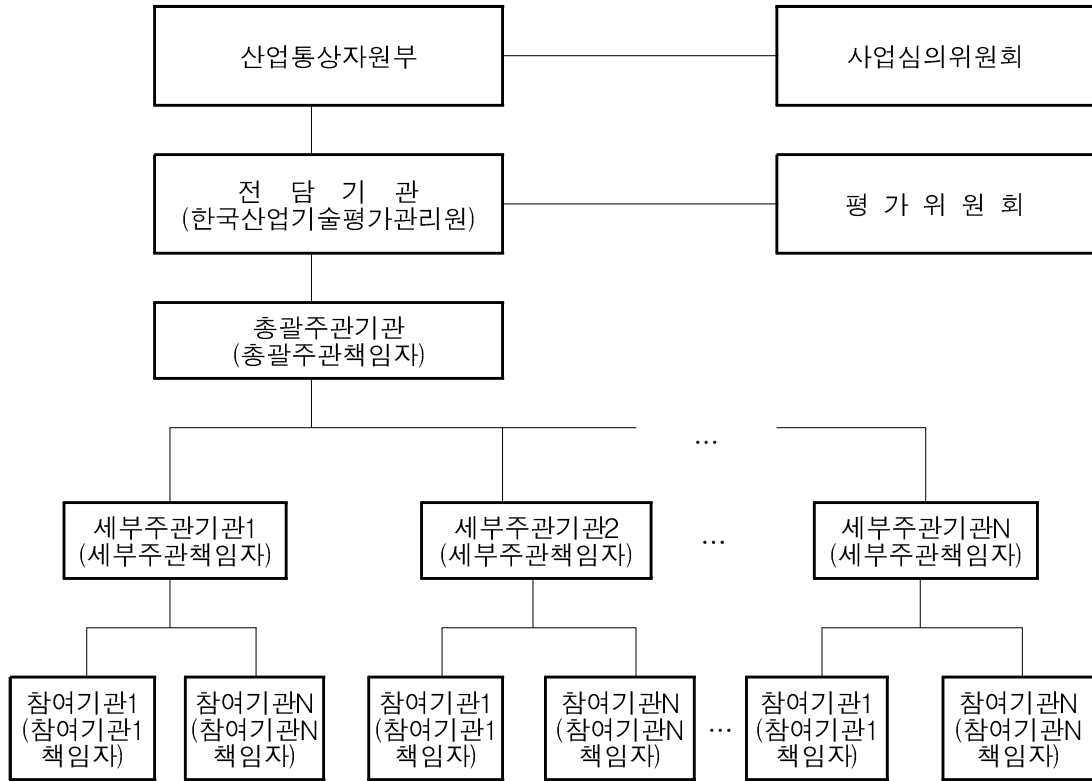 산업통상자원부
사업심의위원회
전 담 기 관
(한국산업기술평가관리원)
평 가 위 원 회
총괄주관기관
(총괄주관책임자)
...
세부주관기관1
(세부주관책임자)
세부주관기관2
(세부주관책임자)
...
세부주관기관N
(세부주관책임자)
참여기관1
(참여기관1
책임자)
참여기관N
(참여기관N
책임자)
참여기관1
(참여기관1
책임자)
참여기관N
(참여기관N
책임자)
...
참여기관1
(참여기관1
책임자)
참여기관N
(참여기관N
책임자)